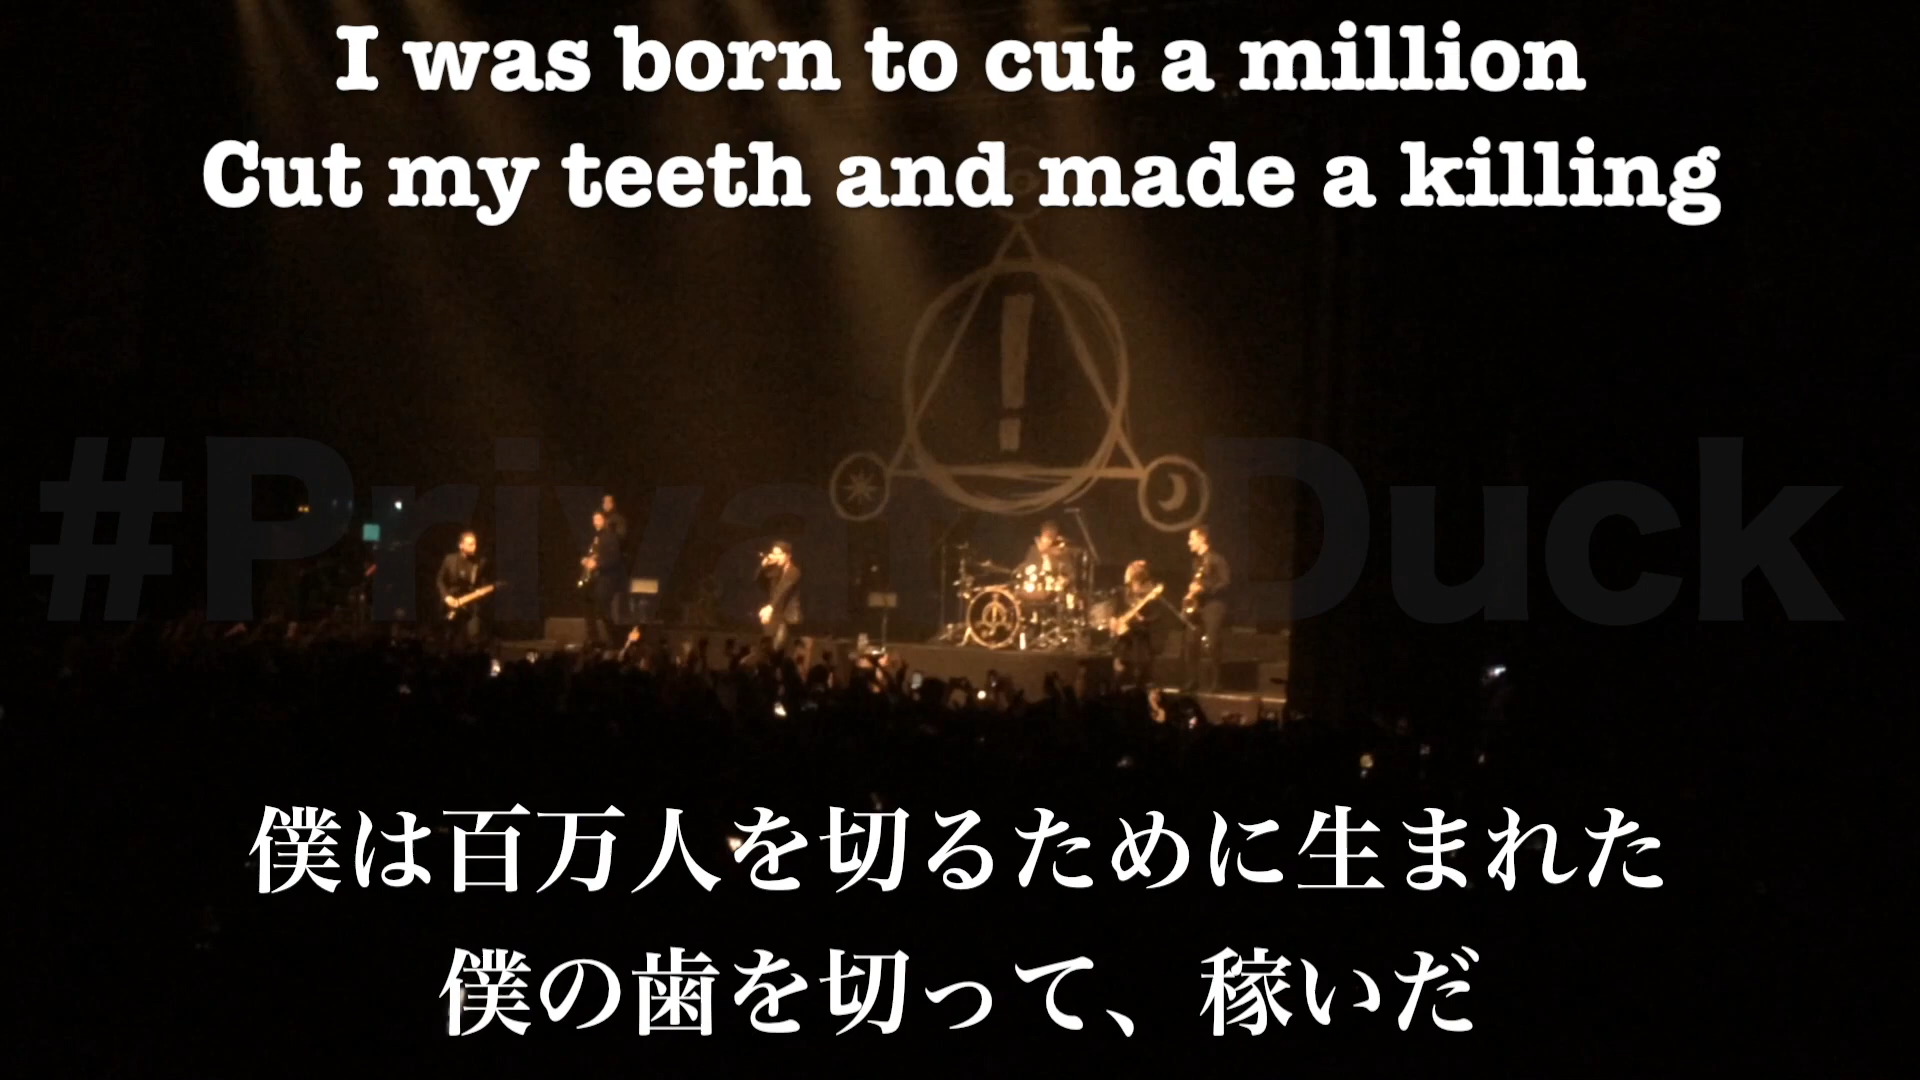 I was born to cut a million
Cut my teeth and made a killing
#PrivateDuck
僕は百万人を切るために生まれた
僕の歯を切って、稼いだ